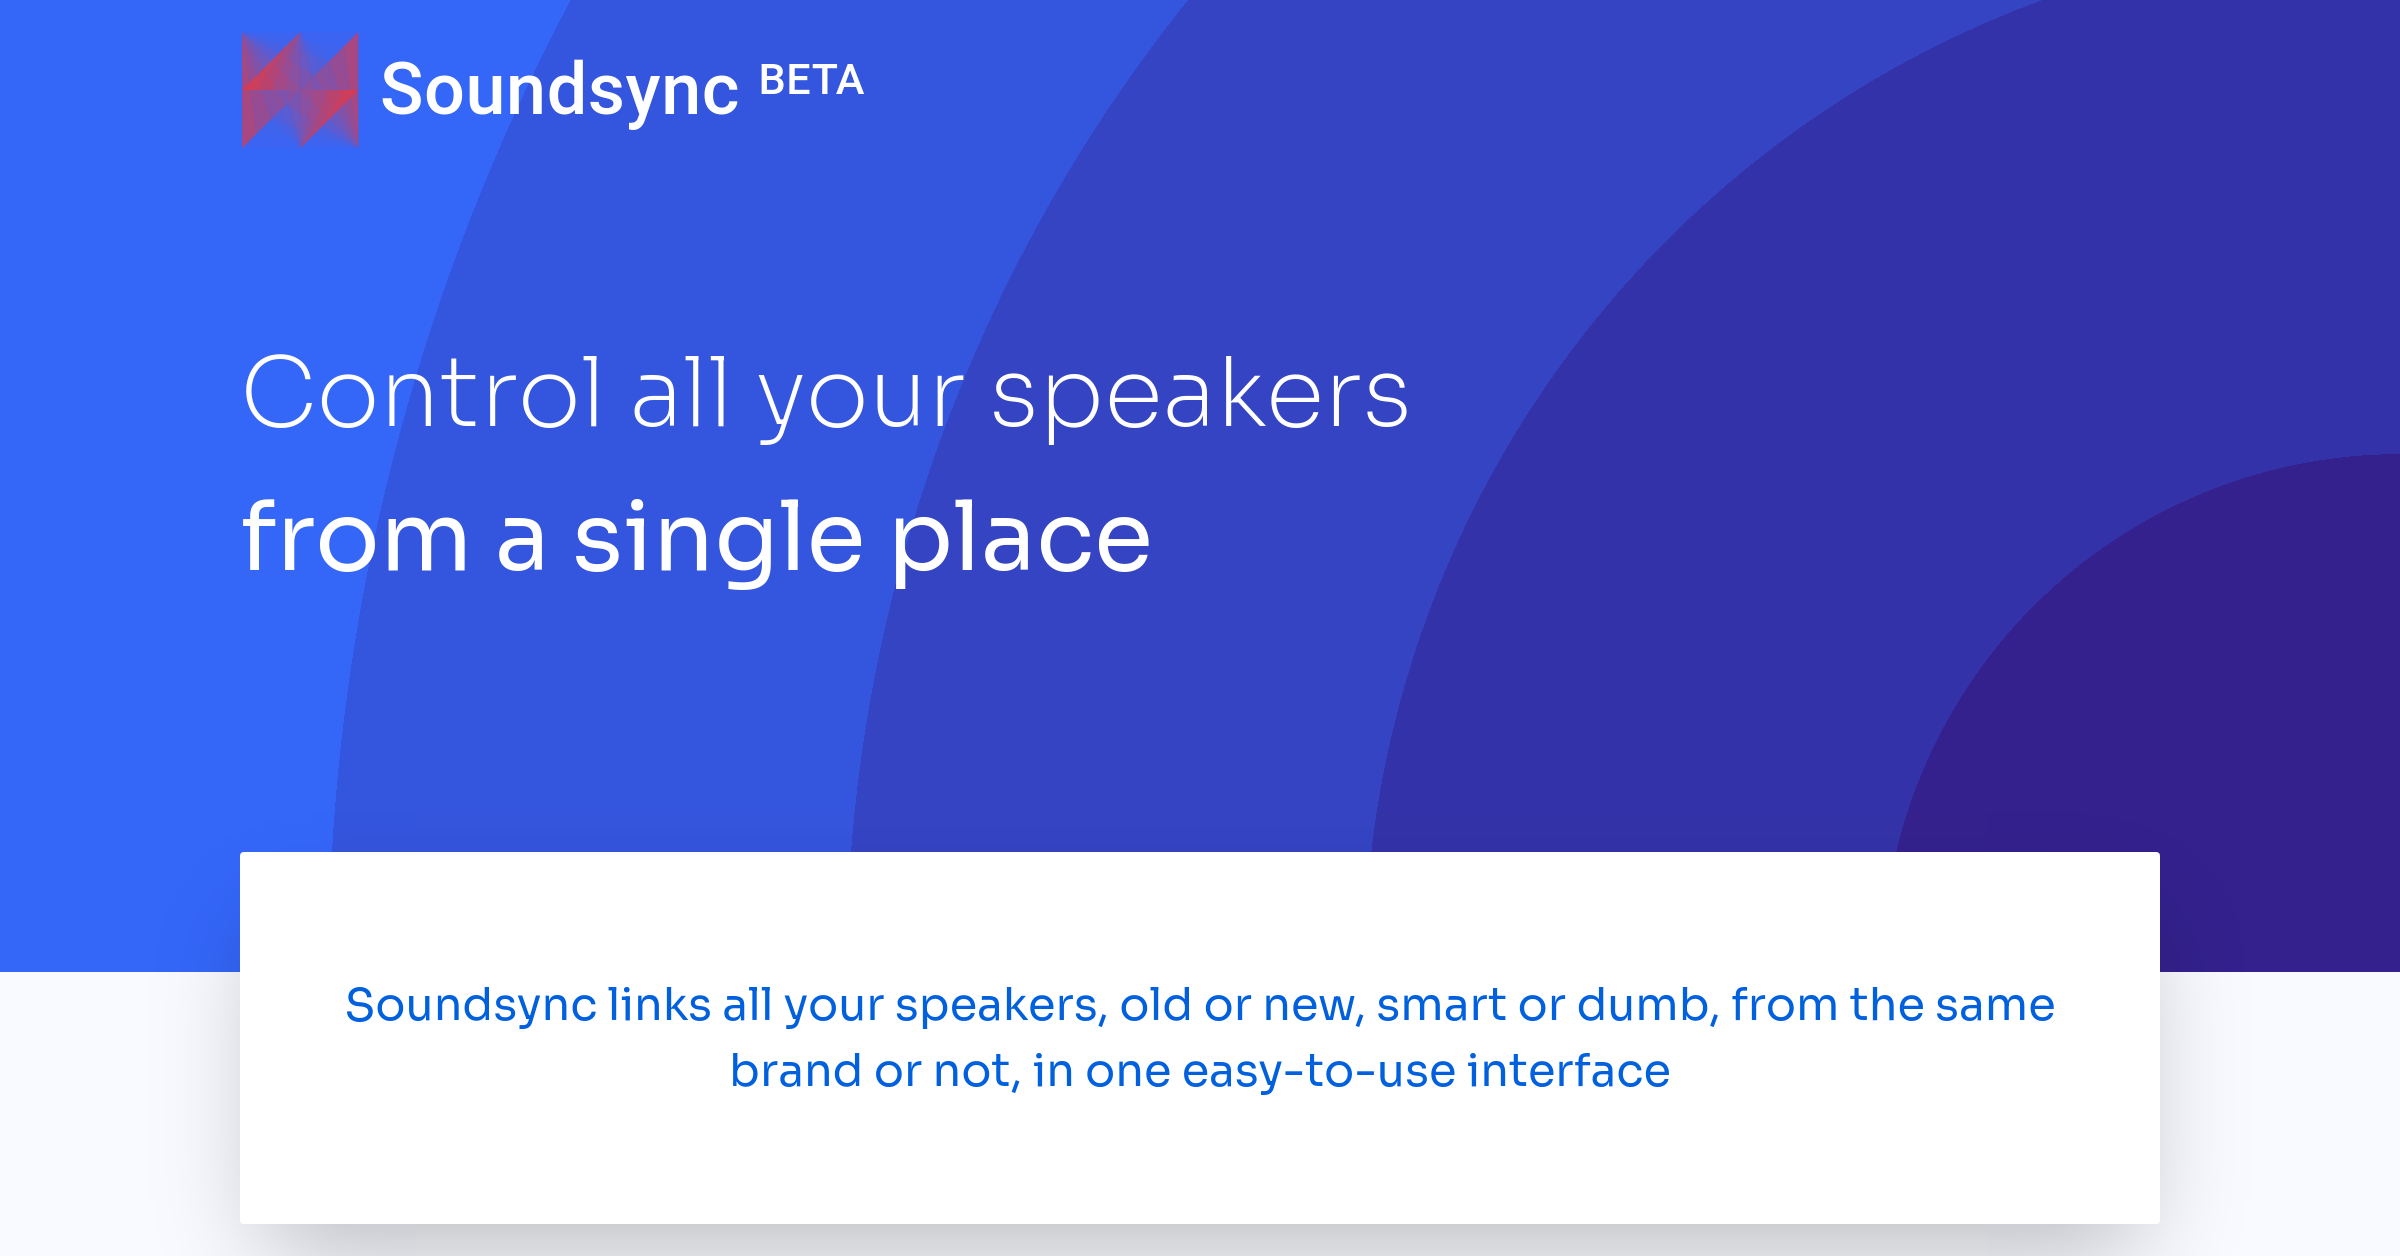 Soundsync BETA
Control all your speakers
from a single place
Soundsync links all your speakers, old or new, smart or dumb, from the same
brand or not, in one easy-to-use interface